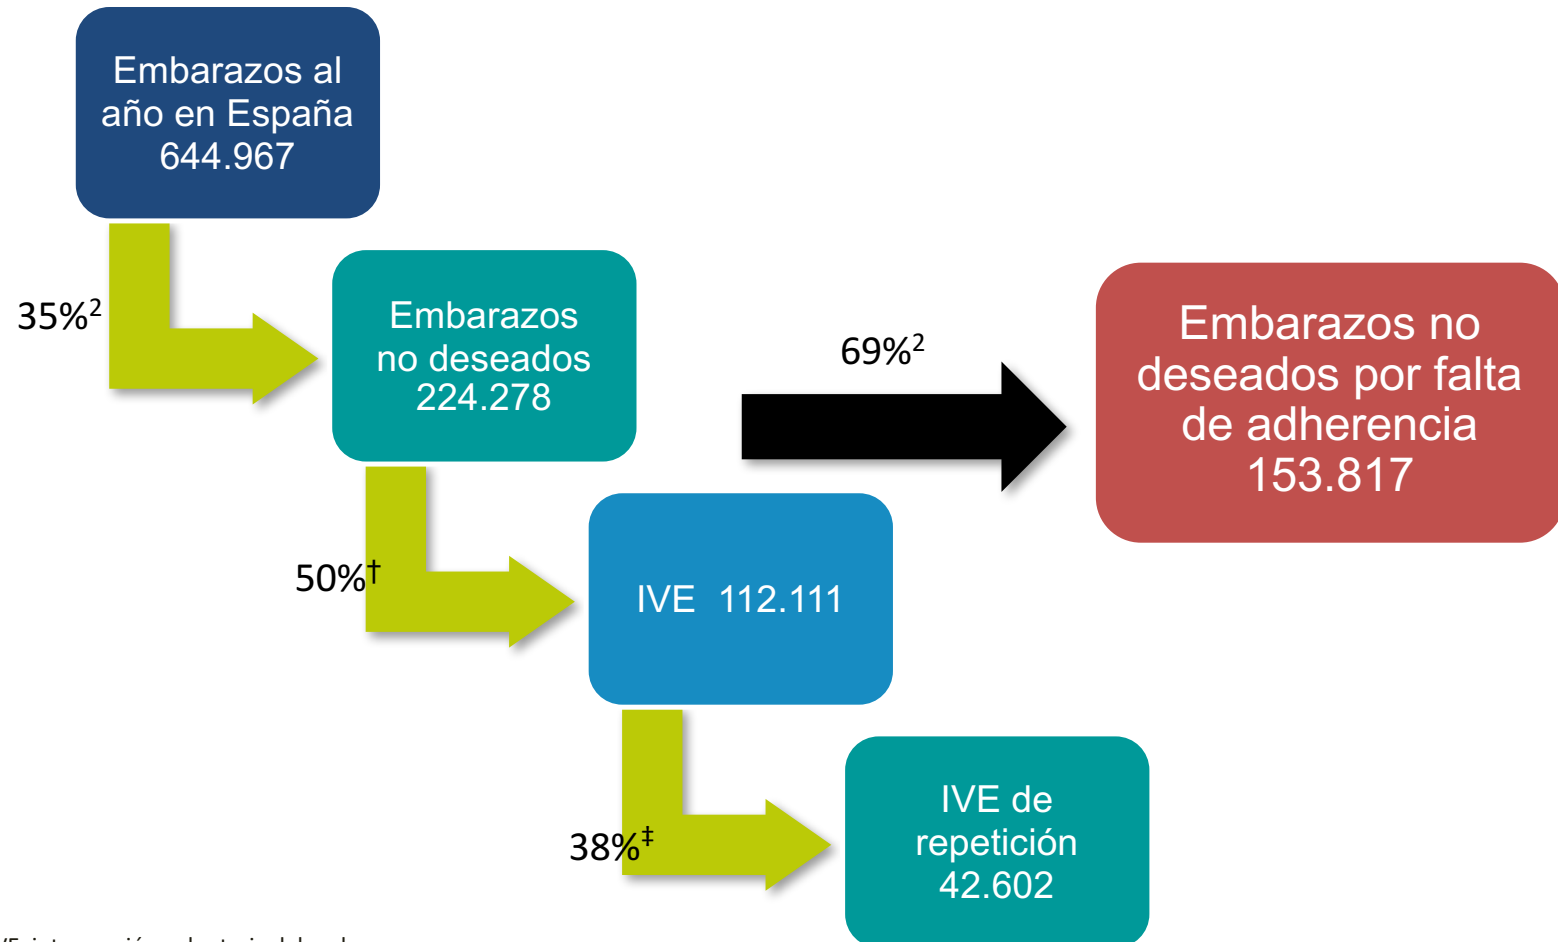 Embarazos al
año en España
644.967
35%²
Embarazos
no deseados
224.278
69%²
Embarazos no
deseados por falta
de adherencia
153.817
50%†
IVE 112.111
38%‡
IVE de
repetición
42.602